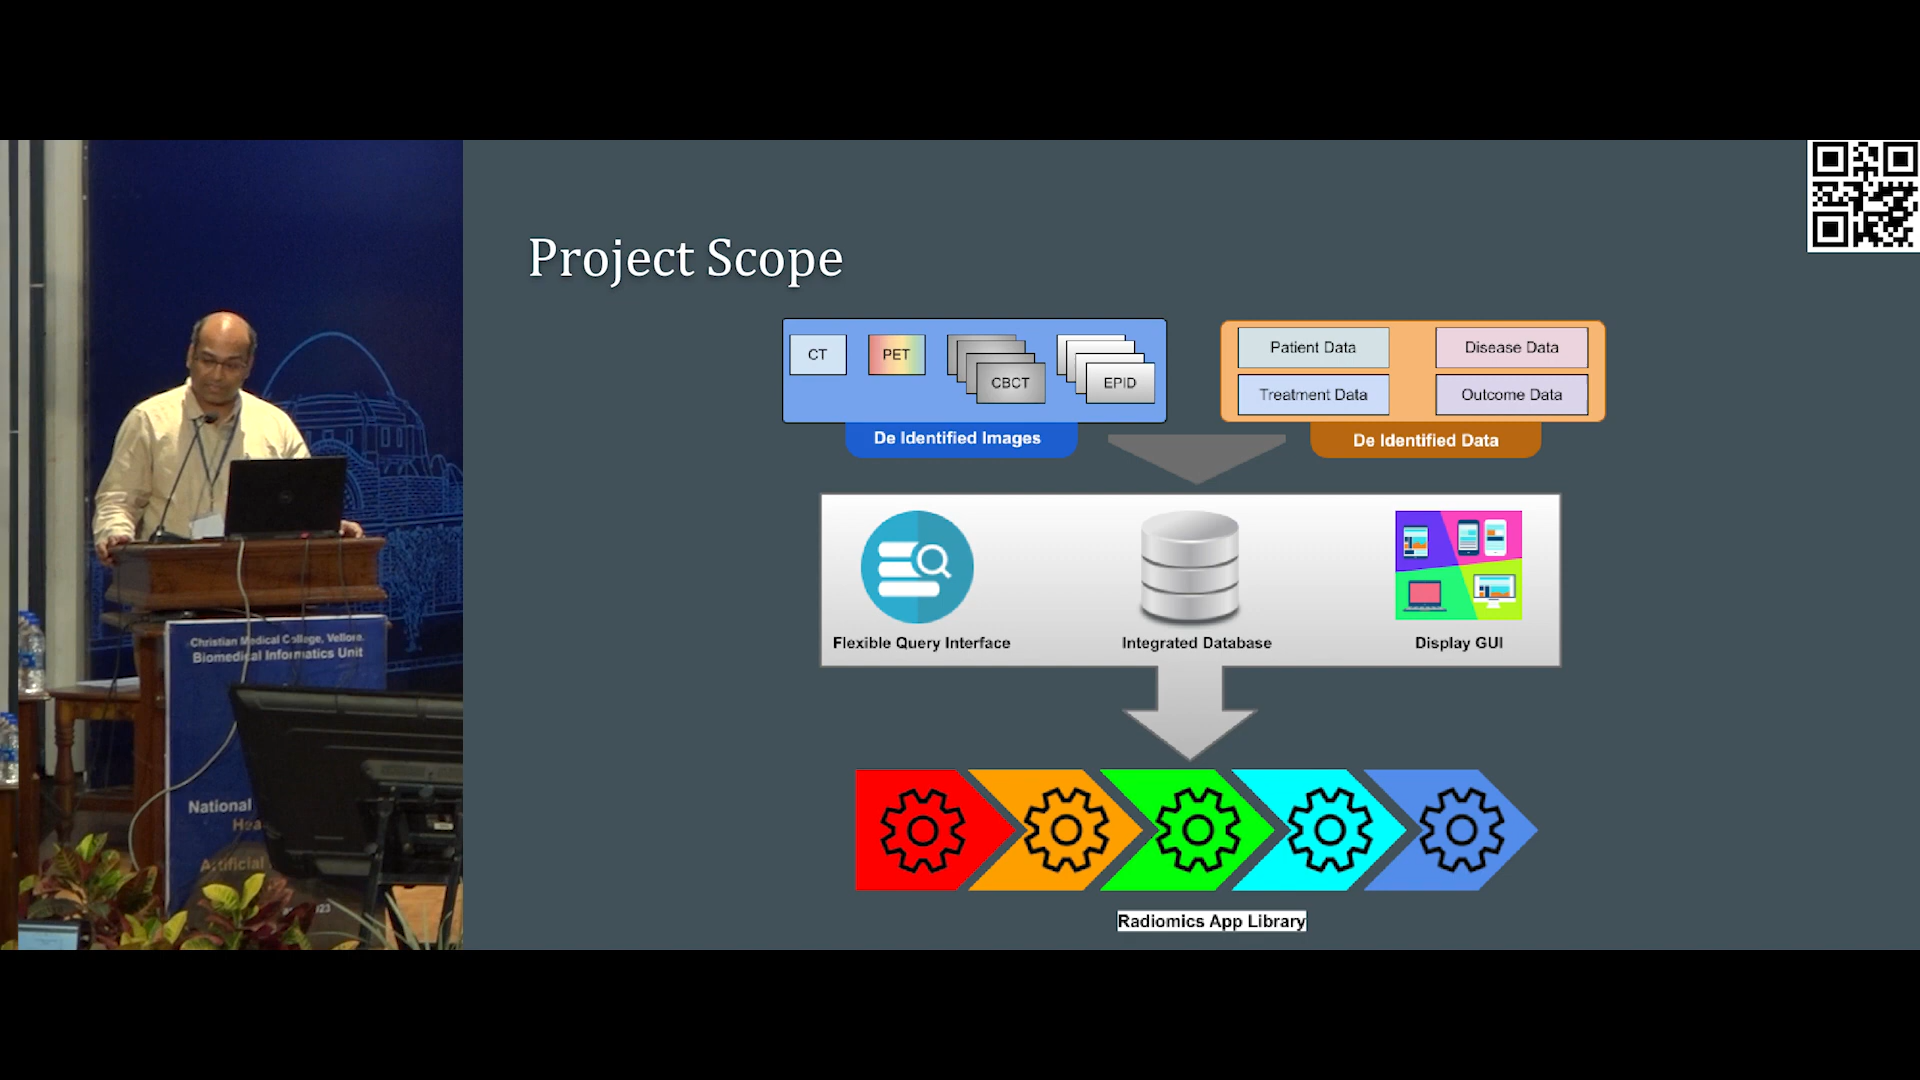 Project Scope
CT
PET
CBCT
EPID
De Identified Images
Patient Data
Disease Data
Treatment Data
Outcome Data
De Identified Data
Flexible Query Interface
Integrated Database
Display GUI
Radiomics App Library
Christian Medical College, Vellore.
Biomedical Informatics Unit
National
Artificial